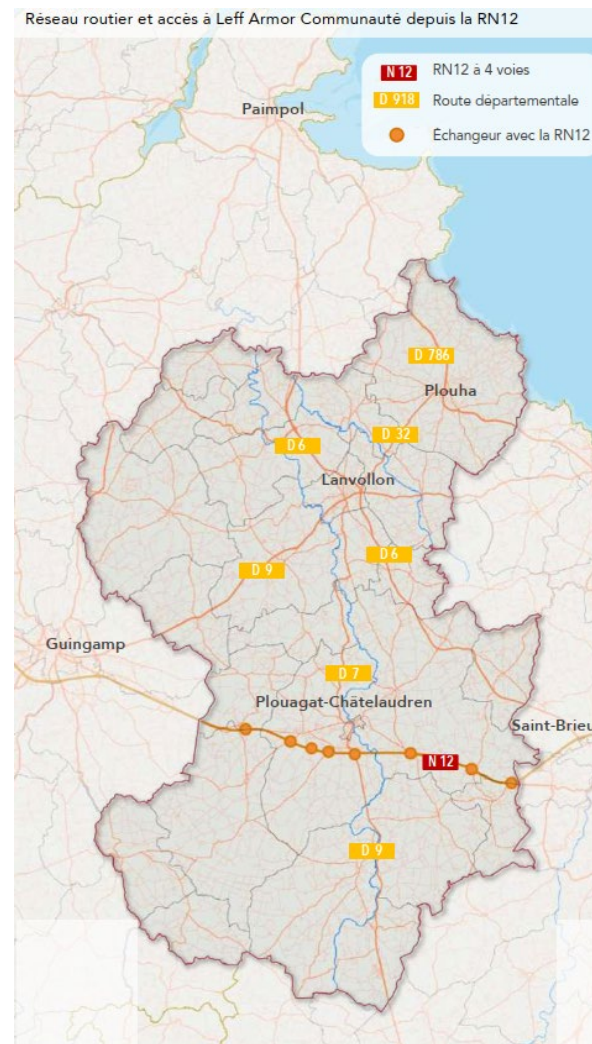 Réseau routier et accès à Leff Armor Communauté depuis la RN12
N 12 RN12 à 4 voies
D 918 Route départementale
Échangeur avec la RN12
Paimpol
D 786
Plouha
D 32
D 6
Lanvollon
D 6
D 9
Guingamp
D 7
Plouagat-Châtelaudren
Saint-Brieu
N 12
D 9